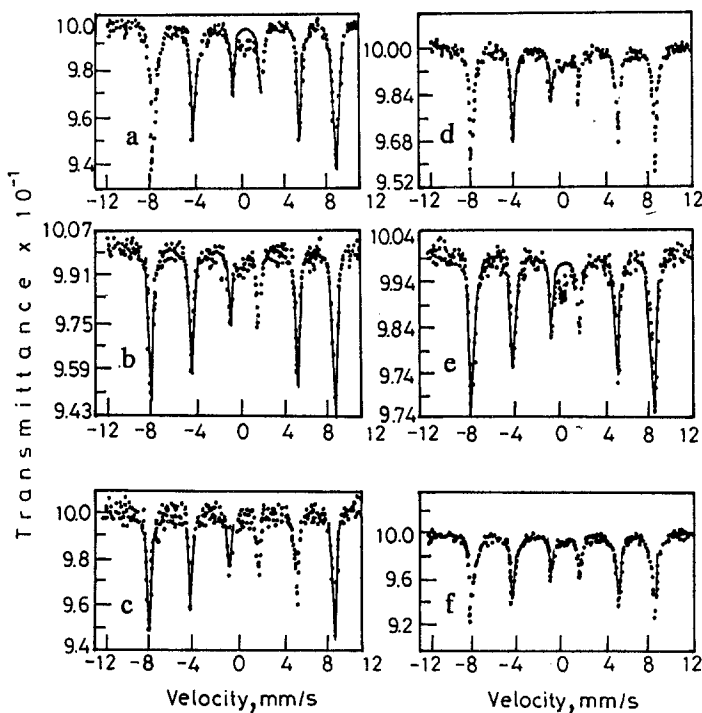 Transmittance x 10⁻¹
10.0
9.8
9.6
9.4
a
-12 -8 -4 0 4 8 12
10.00
9.84
9.68
9.52
d
-12 -8 -4 0 4 8 12
10.07
9.91
9.75
9.59
9.43
b
-12 -8 -4 0 4 8 12
10.04
9.94
9.84
9.74
9.74
e
-12 -8 -4 0 4 8 12
10.0
9.8
9.6
9.4
c
-12 -8 -4 0 4 8 12
Velocity, mm/s
10.0
9.6
9.2
f
-12 -8 -4 0 4 8 12
Velocity, mm/s